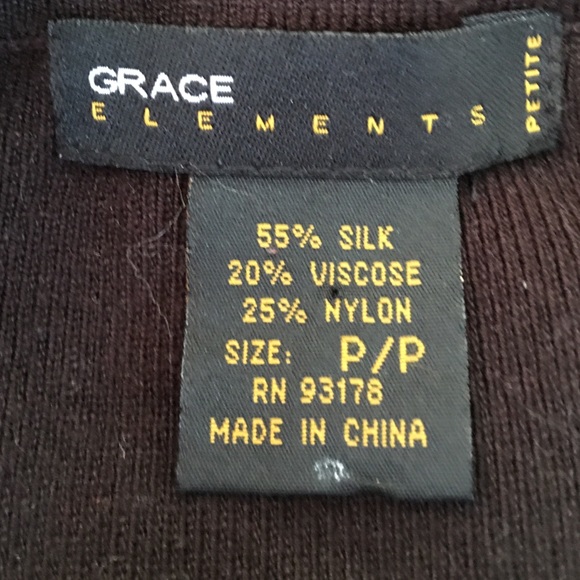 GRACE
ELEMENTS
PETITE
55% SILK
20% VISCOSE
25% NYLON
SIZE: P/P
RN 93178
MADE IN CHINA